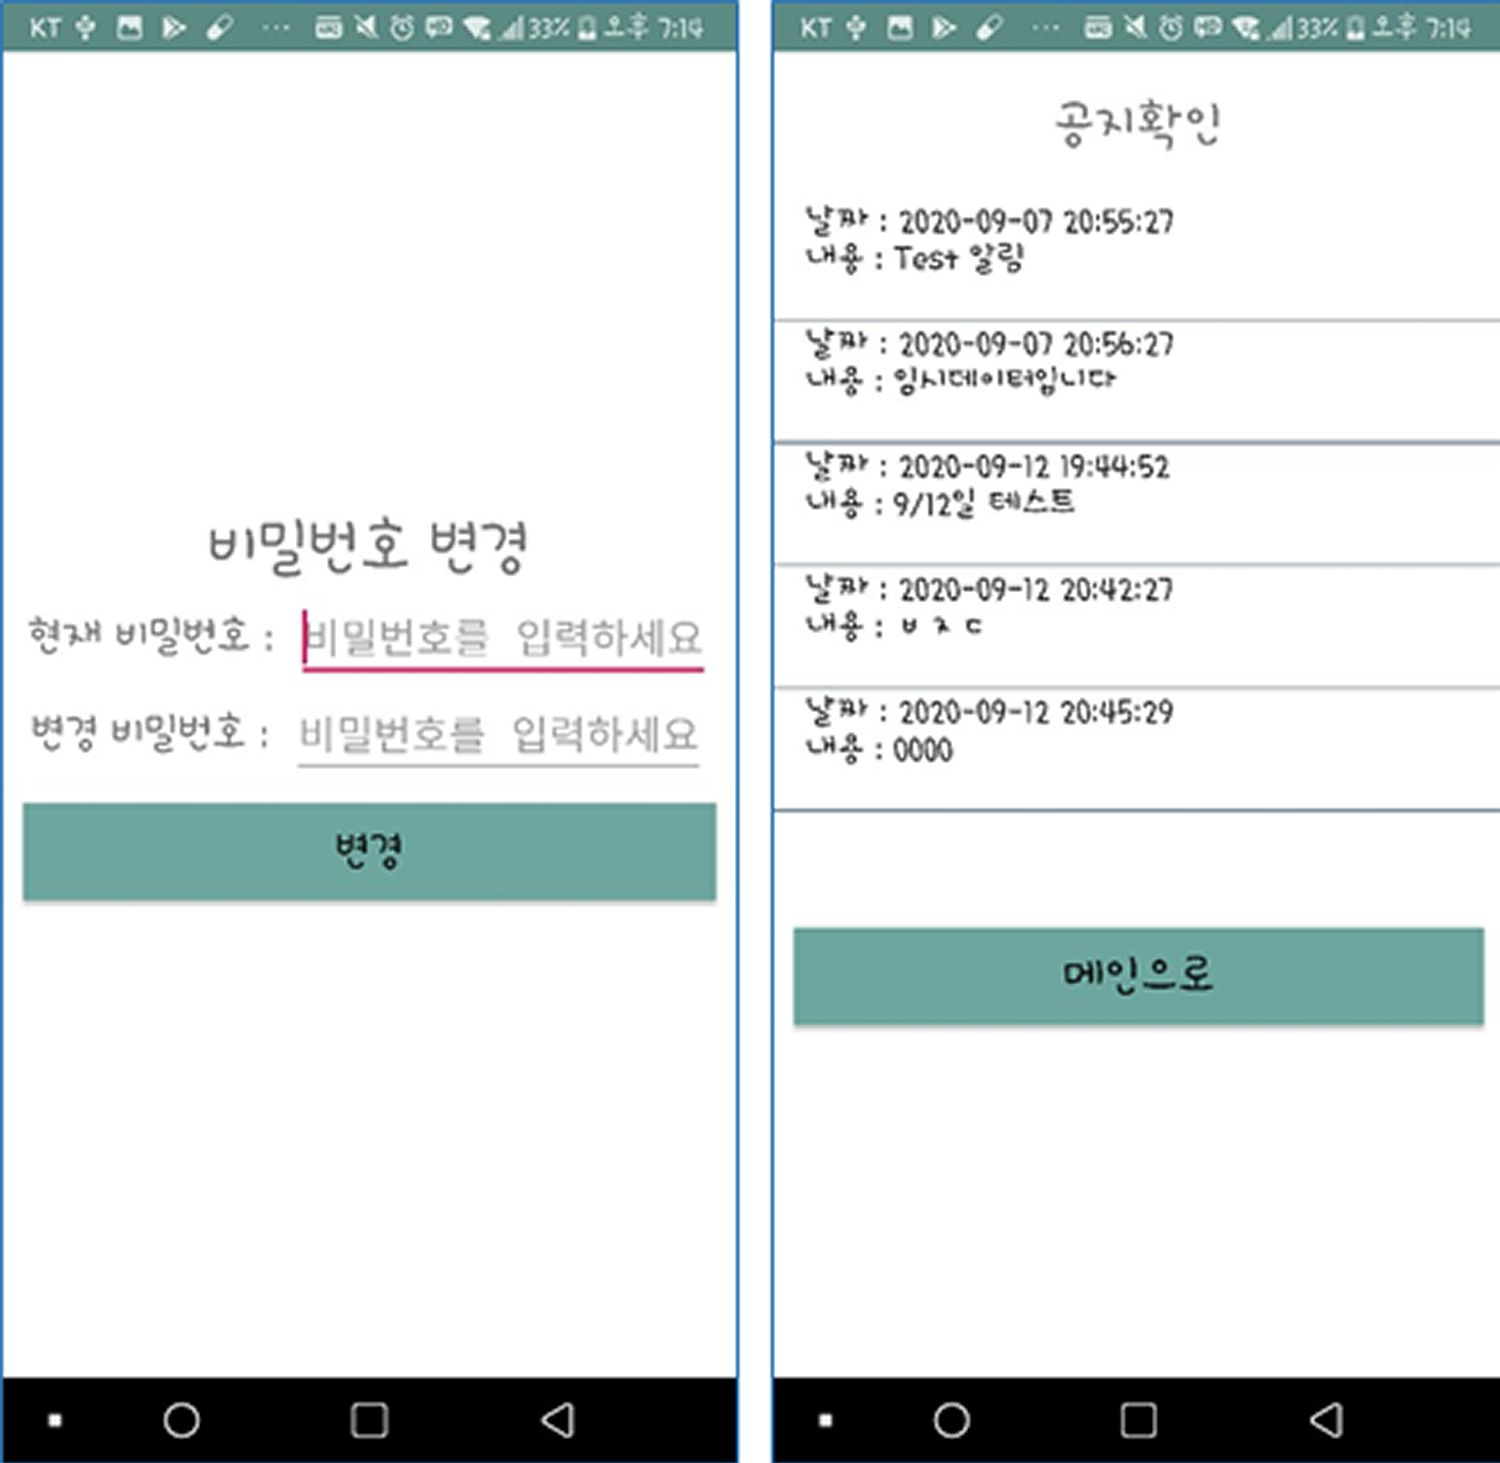 KT 33% 오후 7:14
비밀번호 변경
현재 비밀번호 : 비밀번호를 입력하세요
변경 비밀번호 : 비밀번호를 입력하세요
변경
KT 33% 오후 7:14
공지확인
날짜 : 2020-09-07 20:55:27
내용 : Test 알림
날짜 : 2020-09-07 20:56:27
내용 : 임시데이터입니다
날짜 : 2020-09-12 19:44:52
내용 : 9/12일 테스트
날짜 : 2020-09-12 20:42:27
내용 : ㅂ ㅈ ㄷ
날짜 : 2020-09-12 20:45:29
내용 : 0000
메인으로